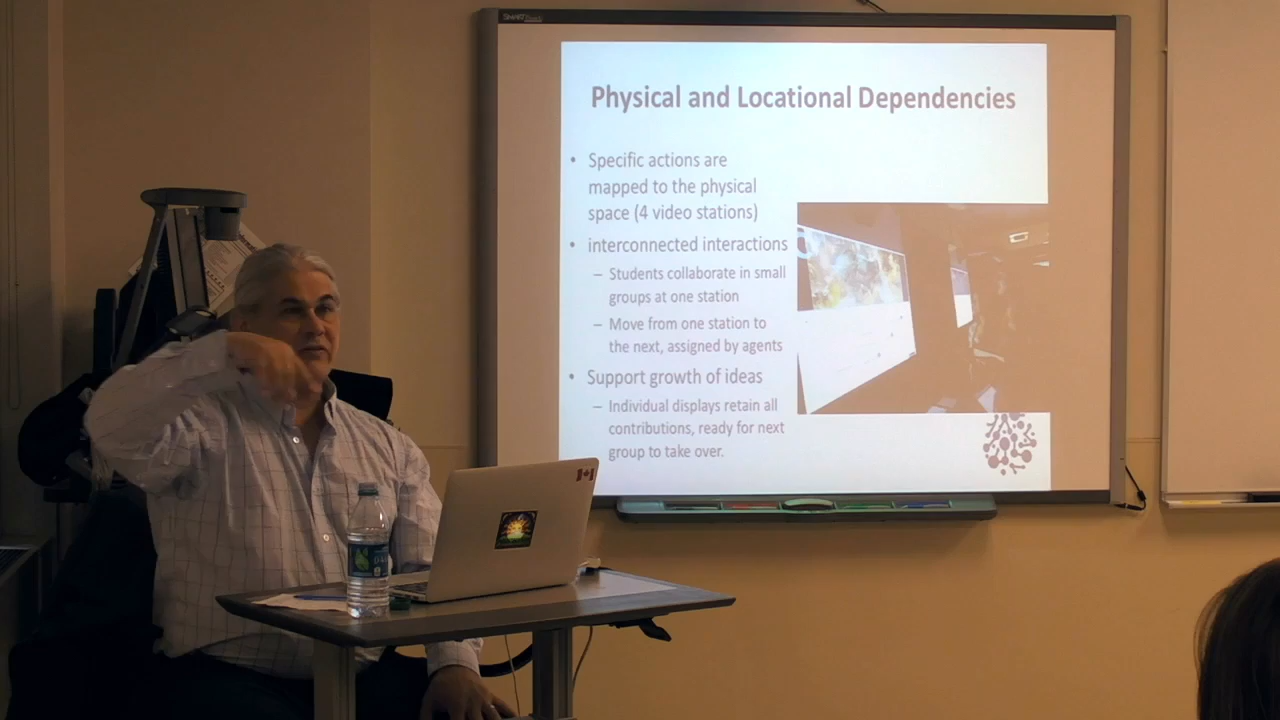 SMART
Physical and Locational Dependencies
• Specific actions are
mapped to the physical
space (4 video stations)
• interconnected interactions
– Students collaborate in small
groups at one station
– Move from one station to
the next, assigned by agents
• Support growth of ideas
– Individual displays retain all
contributions, ready for next
group to take over.